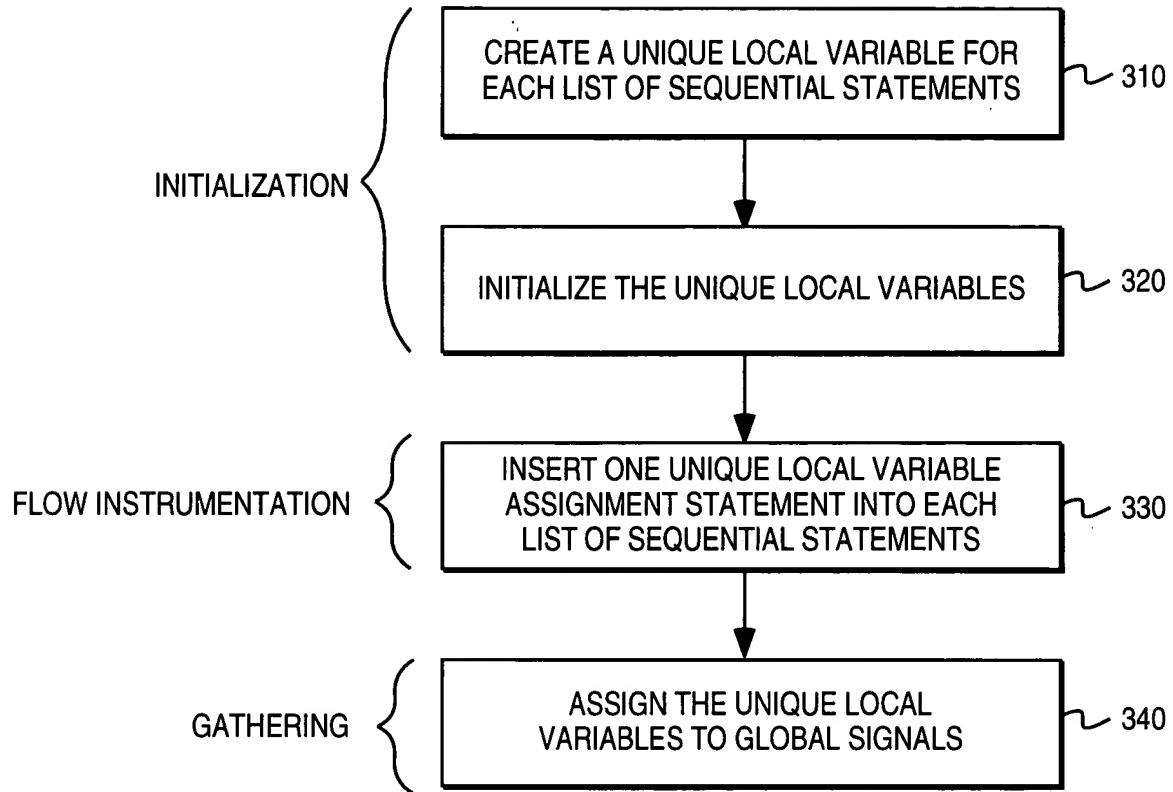 CREATE A UNIQUE LOCAL VARIABLE FOR
EACH LIST OF SEQUENTIAL STATEMENTS
310
INITIALIZATION
INITIALIZE THE UNIQUE LOCAL VARIABLES
320
FLOW INSTRUMENTATION
INSERT ONE UNIQUE LOCAL VARIABLE
ASSIGNMENT STATEMENT INTO EACH
LIST OF SEQUENTIAL STATEMENTS
330
GATHERING
ASSIGN THE UNIQUE LOCAL
VARIABLES TO GLOBAL SIGNALS
340